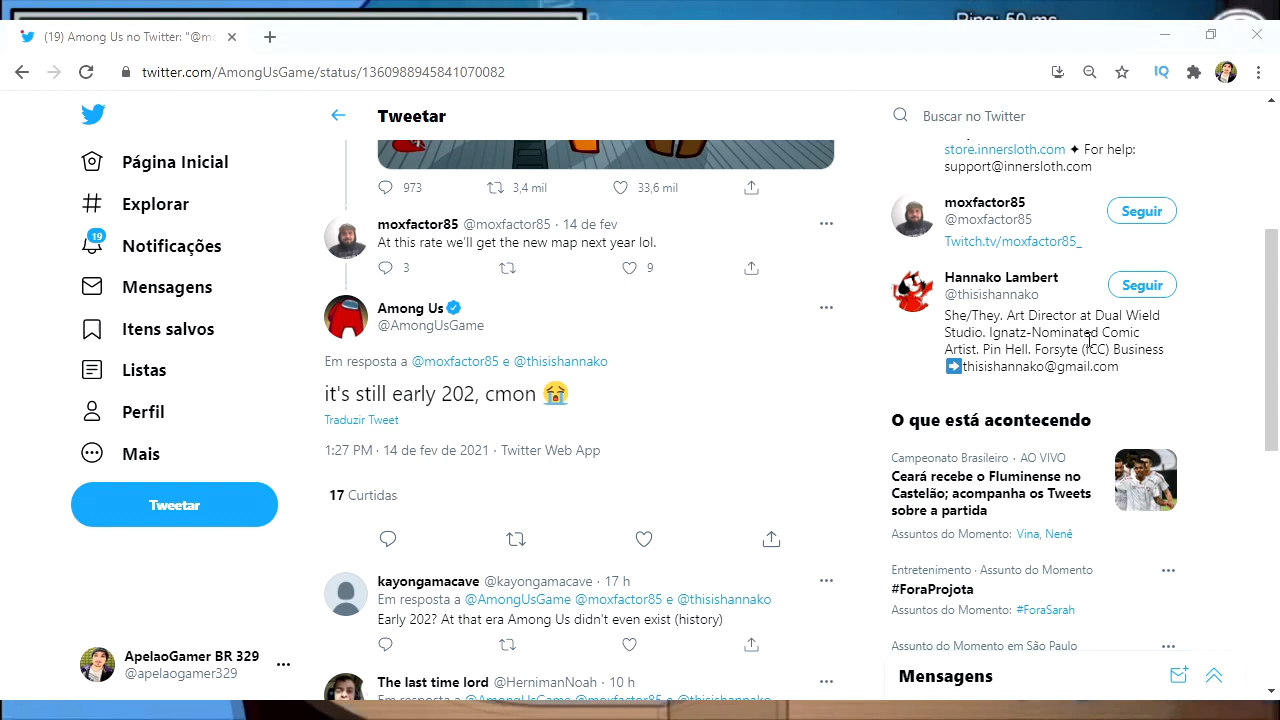 Ping: 50 ms
(19) Among Us no Twitter: "@mo
twitter.com/AmongUsGame/status/1360988945841070082
IQ
Página Inicial
Explorar
19
Notificações
Mensagens
Itens salvos
Listas
Perfil
Mais
Tweetar
ApelaoGamer BR 329
@apelaogamer329
Tweetar
973 3,4 mil 33,6 mil
moxfactor85 @moxfactor85 · 14 de fev
At this rate we'll get the new map next year lol.
3 9
Among Us
@AmongUsGame
Em resposta a @moxfactor85 e @thisishannako
it's still early 202, cmon 😭
Traduzir Tweet
1:27 PM · 14 de fev de 2021 · Twitter Web App
17 Curtidas
kayongamacave @kayongamacave · 17 h
Em resposta a @AmongUsGame @moxfactor85 e @thisishannako
Early 202? At that era Among Us didn't even exist (history)
The last time lord @HernimanNoah · 10 h
Em resposta a @AmongUsGame @moxfactor85 e @thisishannako
Buscar no Twitter
store.innersloth.com ✦ For help:
support@innersloth.com
moxfactor85
@moxfactor85
Seguir
Twitch.tv/moxfactor85_
Hannako Lambert
@thisishannako
Seguir
She/They. Art Director at Dual Wield
Studio. Ignatz-Nominated Comic
Artist. Pin Hell. Forsyte (ICC) Business
➡️thisishannako@gmail.com
O que está acontecendo
Campeonato Brasileiro · AO VIVO
Ceará recebe o Fluminense no
Castelão; acompanha os Tweets
sobre a partida
Assuntos do Momento: Vina, Nenê
Entretenimento · Assunto do Momento
#ForaProjota
Assuntos do Momento: #ForaSarah
Assunto do Momento em São Paulo
Mensagens